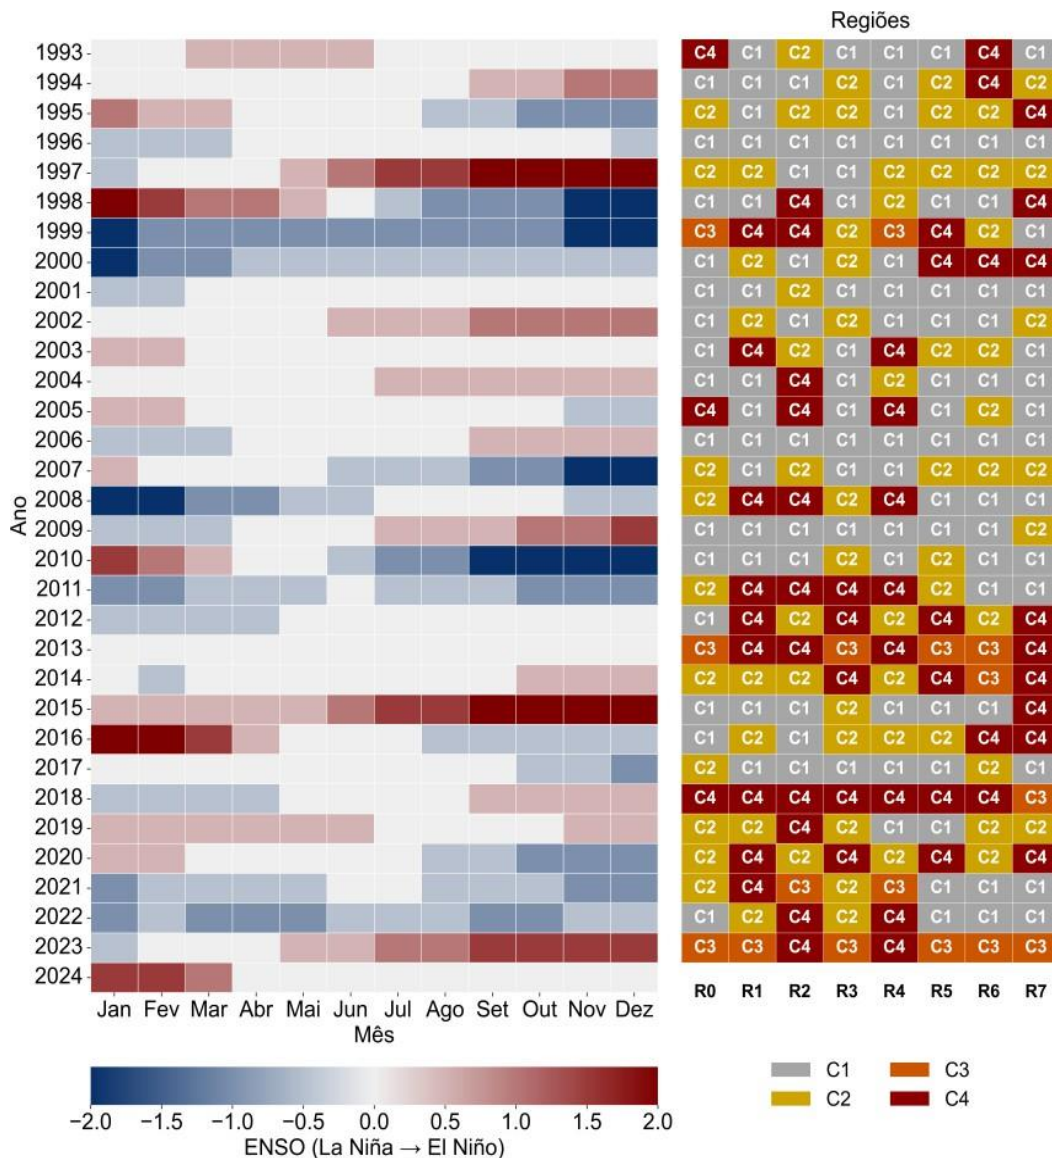 Regiões
1993 C4 C1 C2 C1 C1 C1 C4 C1
1994 C1 C1 C1 C2 C1 C2 C4 C2
1995 C2 C1 C2 C2 C1 C2 C2 C4
1996 C1 C1 C1 C1 C1 C1 C1 C1
1997 C2 C2 C1 C1 C2 C2 C2 C2
1998 C1 C1 C4 C1 C2 C1 C1 C4
1999 C3 C4 C4 C2 C3 C4 C2 C1
2000 C1 C2 C1 C2 C1 C4 C4 C4
2001 C1 C1 C2 C1 C1 C1 C1 C1
2002 C1 C2 C1 C2 C1 C1 C1 C2
2003 C1 C4 C2 C1 C4 C2 C2 C1
2004 C1 C1 C4 C1 C2 C1 C1 C1
2005 C4 C1 C4 C1 C4 C1 C2 C1
2006 C1 C1 C1 C1 C1 C1 C1 C1
2007 C2 C1 C2 C1 C1 C2 C2 C2
Ano
2008 C2 C4 C4 C2 C4 C1 C1 C1
2009 C1 C1 C1 C1 C1 C1 C1 C2
2010 C1 C1 C1 C2 C1 C2 C1 C1
2011 C2 C4 C4 C4 C4 C2 C1 C1
2012 C1 C4 C2 C4 C2 C4 C2 C4
2013 C3 C4 C4 C3 C4 C3 C3 C4
2014 C2 C2 C2 C4 C2 C4 C3 C4
2015 C1 C1 C1 C2 C1 C1 C1 C4
2016 C1 C2 C1 C2 C2 C2 C4 C4
2017 C2 C1 C1 C1 C1 C1 C2 C1
2018 C4 C4 C4 C4 C4 C4 C4 C3
2019 C2 C2 C4 C2 C1 C1 C2 C2
2020 C2 C4 C2 C4 C2 C4 C2 C4
2021 C2 C4 C3 C2 C3 C1 C1 C1
2022 C1 C2 C4 C2 C4 C1 C1 C1
2023 C3 C3 C4 C3 C4 C3 C3 C3
2024
R0 R1 R2 R3 R4 R5 R6 R7
Jan Fev Mar Abr Mai Jun Jul Ago Set Out Nov Dez
Mês
C1 C3
C2 C4
−2.0 −1.5 −1.0 −0.5 0.0 0.5 1.0 1.5 2.0
ENSO (La Niña → El Niño)